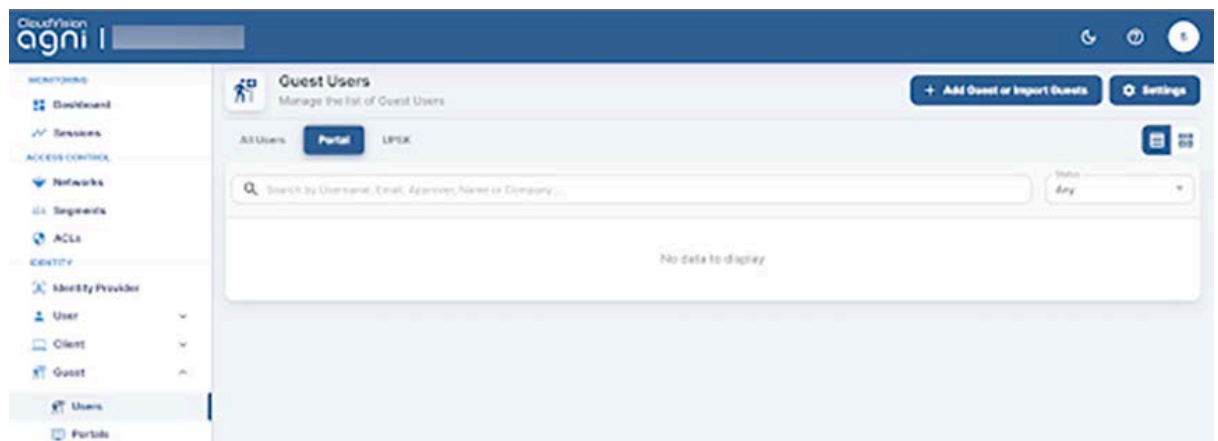 CloudVision
agni |
S
MONITORING
Dashboard
Sessions
ACCESS CONTROL
Networks
Segments
ACLs
IDENTITY
Identity Provider
User
Client
Guest
Users
Portals
Guest Users
Manage the list of Guest Users
+ Add Guest or Import Guests
Settings
All Users
Portal
UPSK
Search by Username, Email, Approver, Name or Company...
Status
Any
No data to display